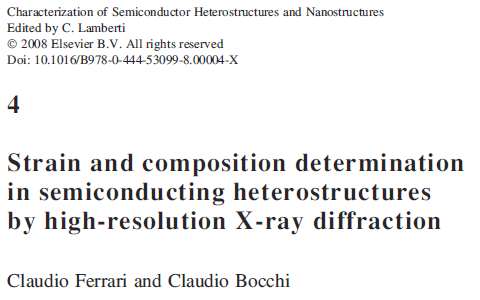 Characterization of Semiconductor Heterostructures and Nanostructures
Edited by C. Lamberti
© 2008 Elsevier B.V. All rights reserved
Doi: 10.1016/B978-0-444-53099-8.00004-X
4
Strain and composition determination
in semiconducting heterostructures
by high-resolution X-ray diffraction
Claudio Ferrari and Claudio Bocchi